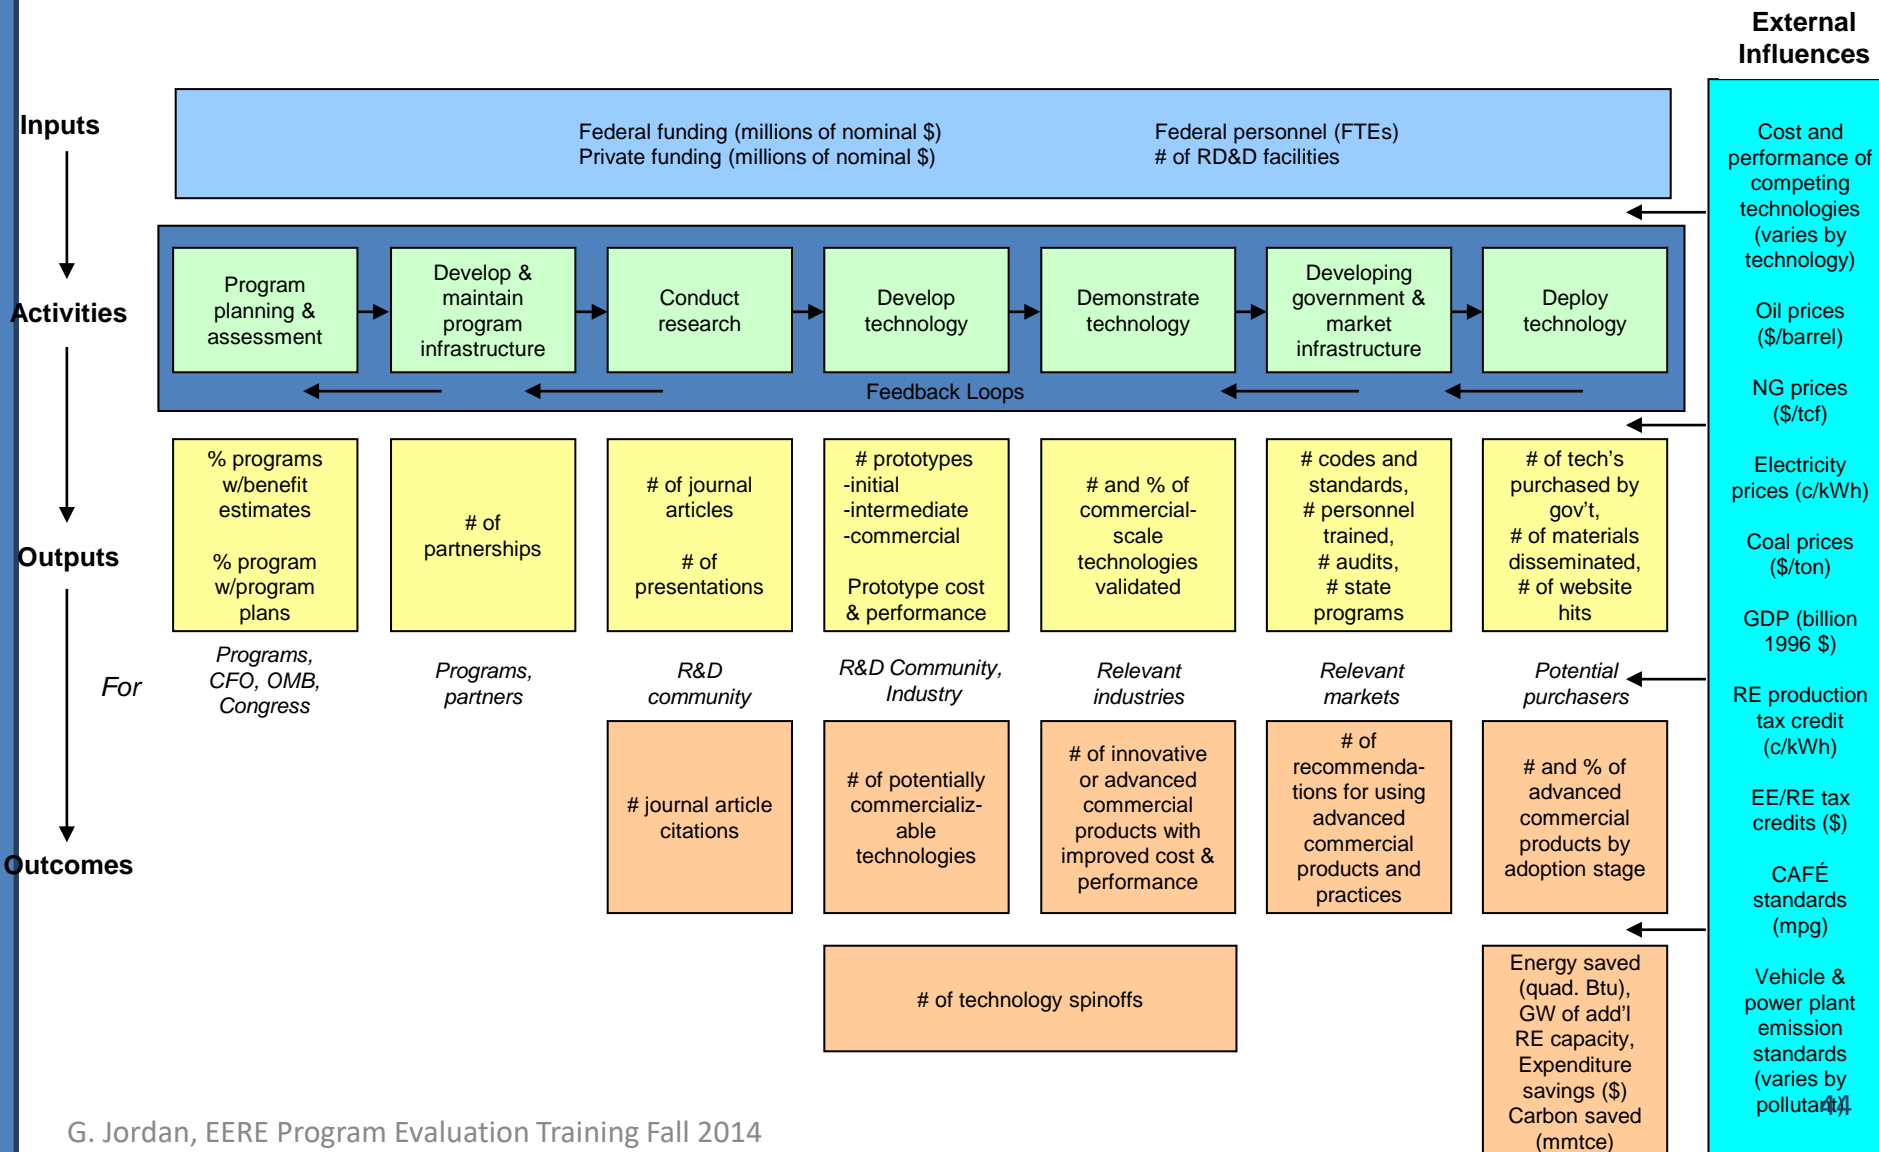 External
Influences
Inputs
Federal funding (millions of nominal $)
Private funding (millions of nominal $)
Federal personnel (FTEs)
# of RD&D facilities
Activities
Program
planning &
assessment
Develop &
maintain
program
infrastructure
Conduct
research
Develop
technology
Demonstrate
technology
Developing
government &
market
infrastructure
Deploy
technology
Feedback Loops
Outputs
% programs
w/benefit
estimates
% program
w/program
plans
# of
partnerships
# of journal
articles
# of
presentations
# prototypes
-initial
-intermediate
-commercial
Prototype cost
& performance
# and % of
commercial-
scale
technologies
validated
# codes and
standards,
# personnel
trained,
# audits,
# state
programs
# of tech's
purchased by
gov't,
# of materials
disseminated,
# of website
hits
For
Programs,
CFO, OMB,
Congress
Programs,
partners
R&D
community
R&D Community,
Industry
Relevant
industries
Relevant
markets
Potential
purchasers
Outcomes
# journal article
citations
# of potentially
commercializ-
able
technologies
# of innovative
or advanced
commercial
products with
improved cost &
performance
# of
recommenda-
tions for using
advanced
commercial
products and
practices
# and % of
advanced
commercial
products by
adoption stage
# of technology spinoffs
Energy saved
(quad. Btu),
GW of add'l
RE capacity,
Expenditure
savings ($)
Carbon saved
(mmtce)
Cost and
performance of
competing
technologies
(varies by
technology)
Oil prices
($/barrel)
NG prices
($/tcf)
Electricity
prices (c/kWh)
Coal prices
($/ton)
GDP (billion
1996 $)
RE production
tax credit
(c/kWh)
EE/RE tax
credits ($)
CAFÉ
standards
(mpg)
Vehicle &
power plant
emission
standards
(varies by
pollutant)
44
G. Jordan, EERE Program Evaluation Training Fall 2014